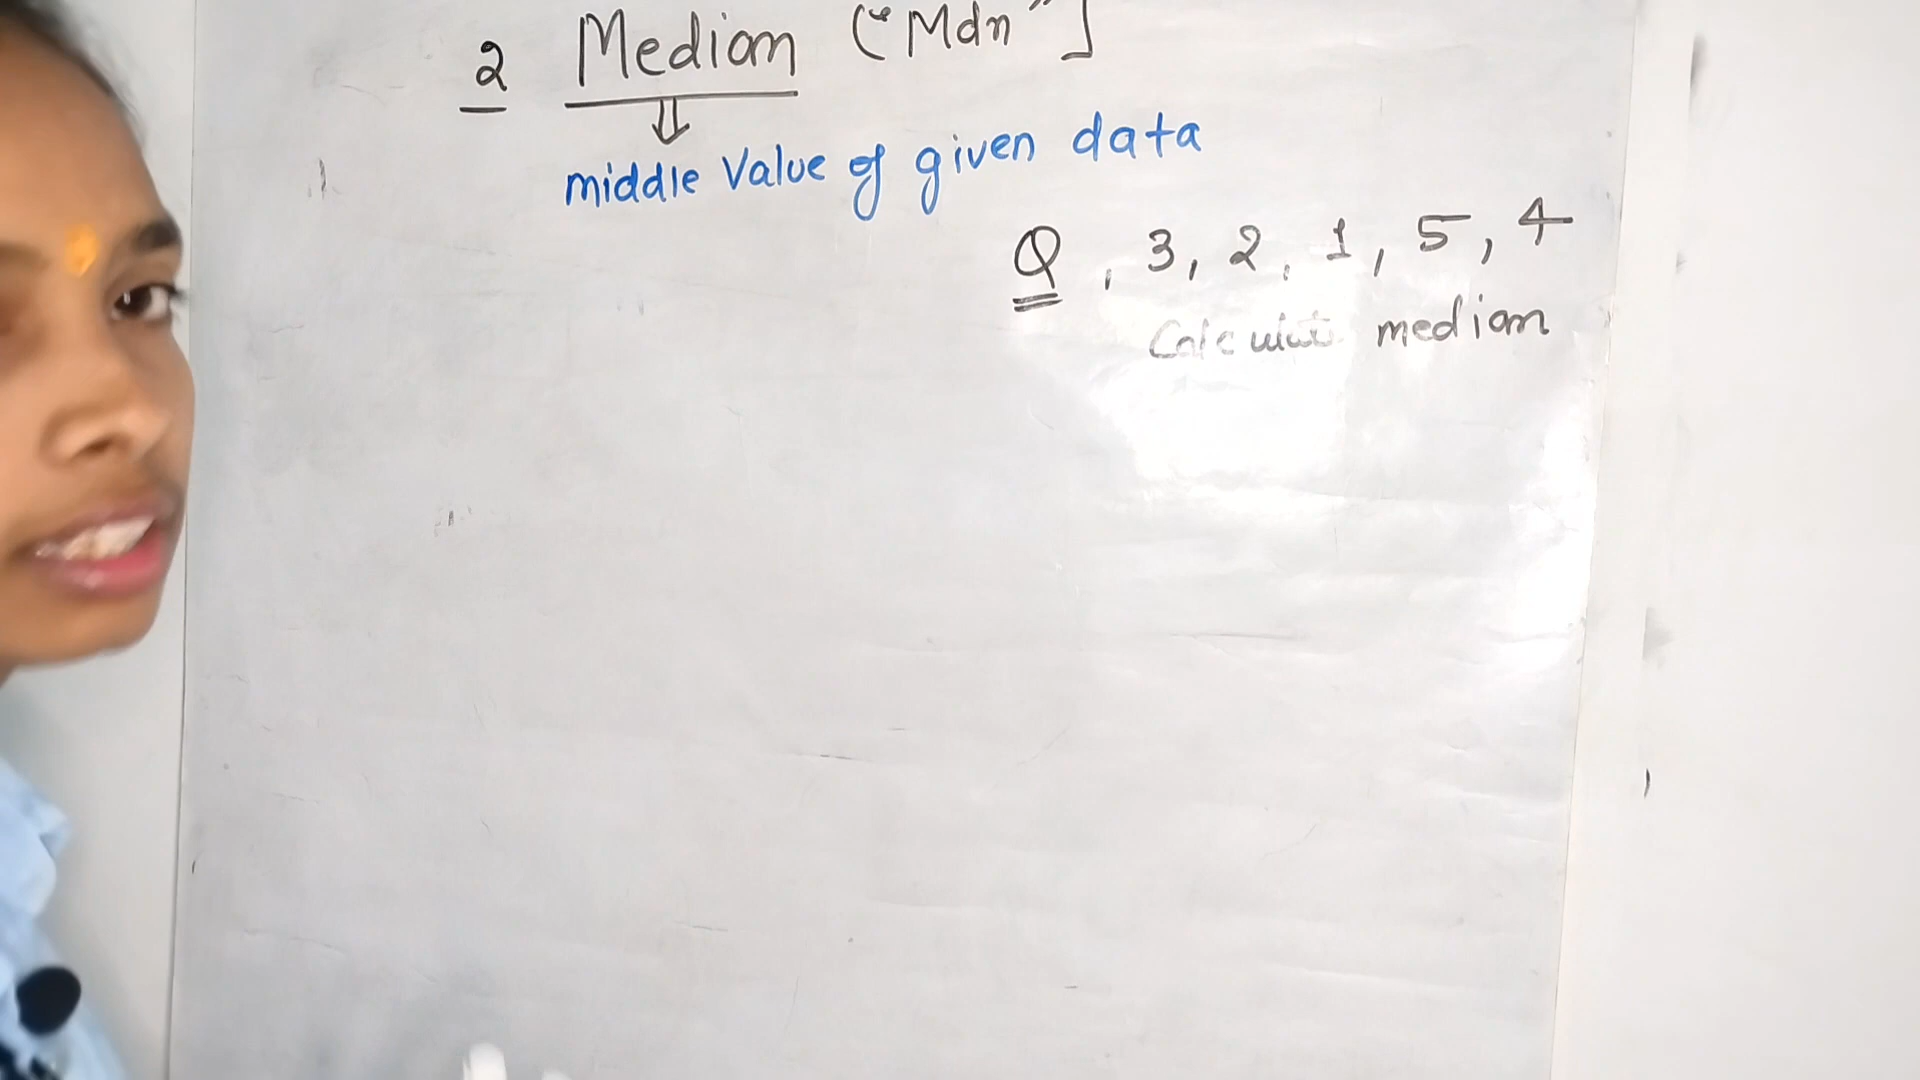 2 Median ("Mdn"]
⇓
middle Value of given data
Q , 3, 2, 1, 5, 4
Calculate median